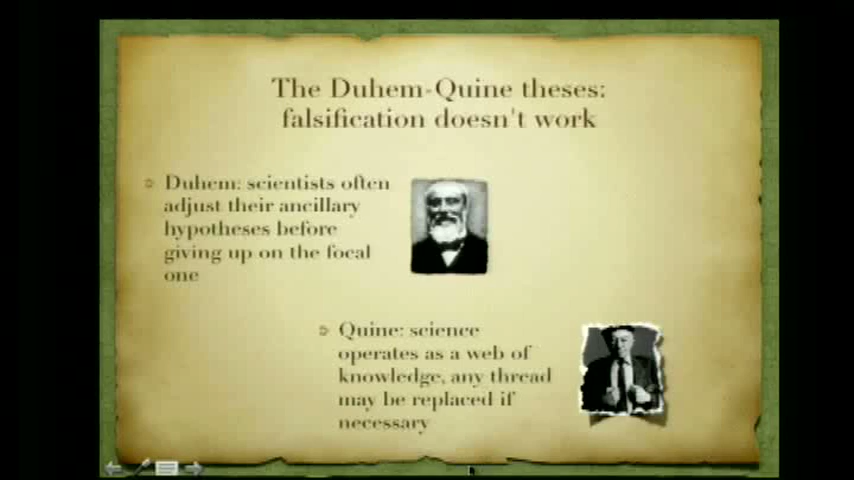 The Duhem-Quine theses:
falsification doesn't work
Duhem: scientists often
adjust their ancillary
hypotheses before
giving up on the focal
one
Quine: science
operates as a web of
knowledge, any thread
may be replaced if
necessary